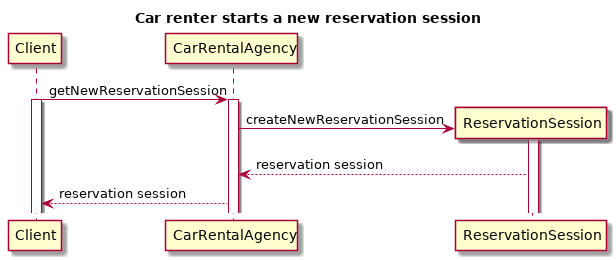 Car renter starts a new reservation session
Client
CarRentalAgency
getNewReservationSession
createNewReservationSession
ReservationSession
reservation session
reservation session
Client
CarRentalAgency
ReservationSession